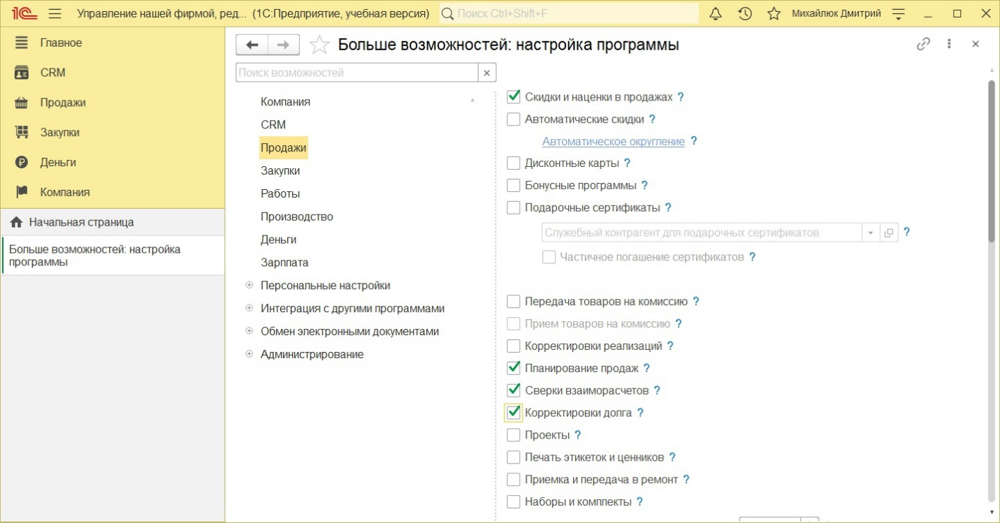 1С Управление нашей фирмой, ред... (1С:Предприятие, учебная версия) Поиск Ctrl+Shift+F Михайлюк Дмитрий
Главное
CRM
Продажи
Закупки
Деньги
Компания
Начальная страница
Больше возможностей: настройка
программы
Больше возможностей: настройка программы
Поиск возможностей
Компания
CRM
Продажи
Закупки
Работы
Производство
Деньги
Зарплата
Персональные настройки
Интеграция с другими программами
Обмен электронными документами
Администрирование
Скидки и наценки в продажах ?
Автоматические скидки ?
Автоматическое округление ?
Дисконтные карты ?
Бонусные программы ?
Подарочные сертификаты ?
Служебный контрагент для подарочных сертификатов ?
Частичное погашение сертификатов ?
Передача товаров на комиссию ?
Прием товаров на комиссию ?
Корректировки реализаций ?
Планирование продаж ?
Сверки взаиморасчетов ?
Корректировки долга ?
Проекты ?
Печать этикеток и ценников ?
Приемка и передача в ремонт ?
Наборы и комплекты ?